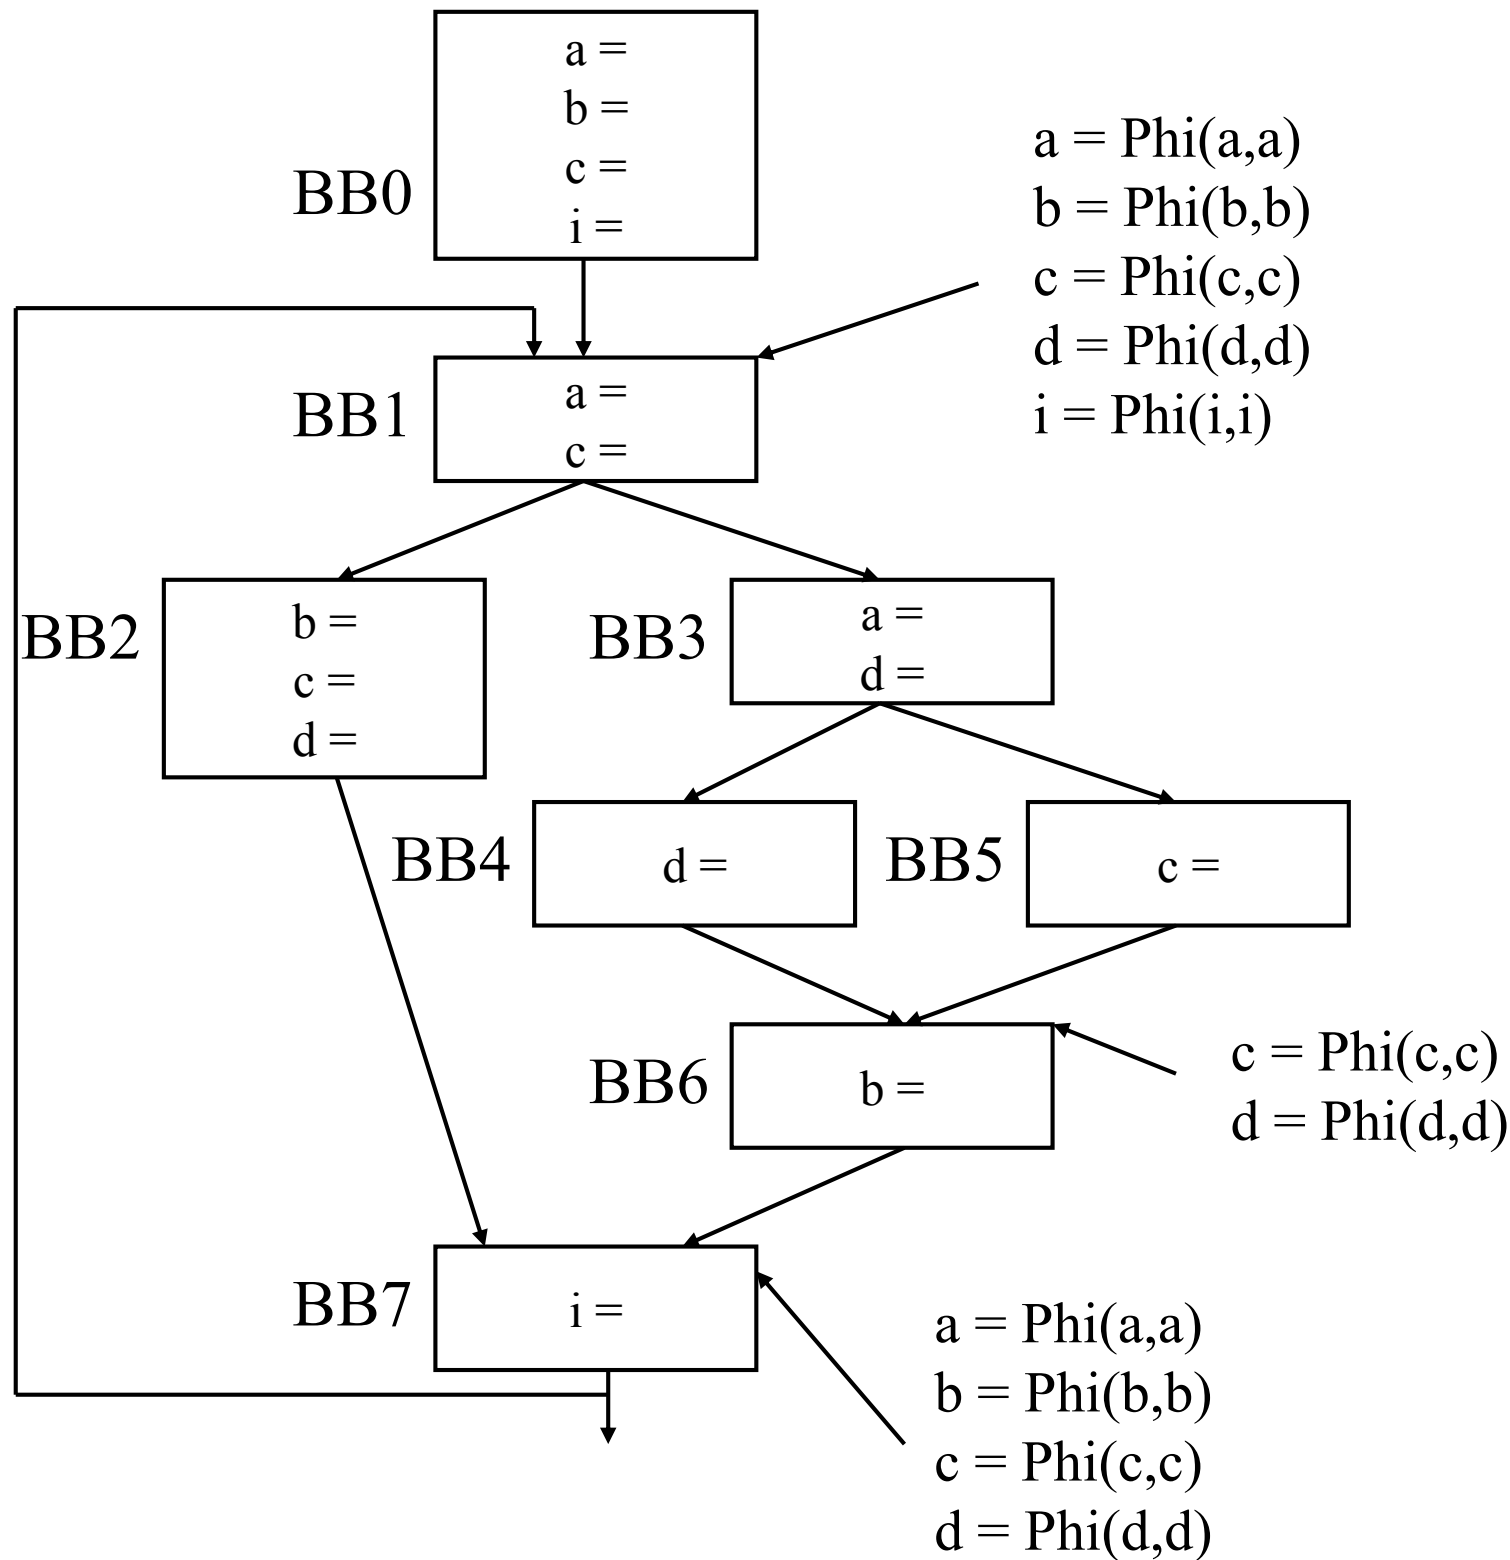 a =
b =
c =
i =
BB0
a = Phi(a,a)
b = Phi(b,b)
c = Phi(c,c)
d = Phi(d,d)
i = Phi(i,i)
BB1
a =
c =
BB2
b =
c =
d =
BB3
a =
d =
BB4
d =
BB5
c =
BB6
b =
c = Phi(c,c)
d = Phi(d,d)
BB7
i =
a = Phi(a,a)
b = Phi(b,b)
c = Phi(c,c)
d = Phi(d,d)